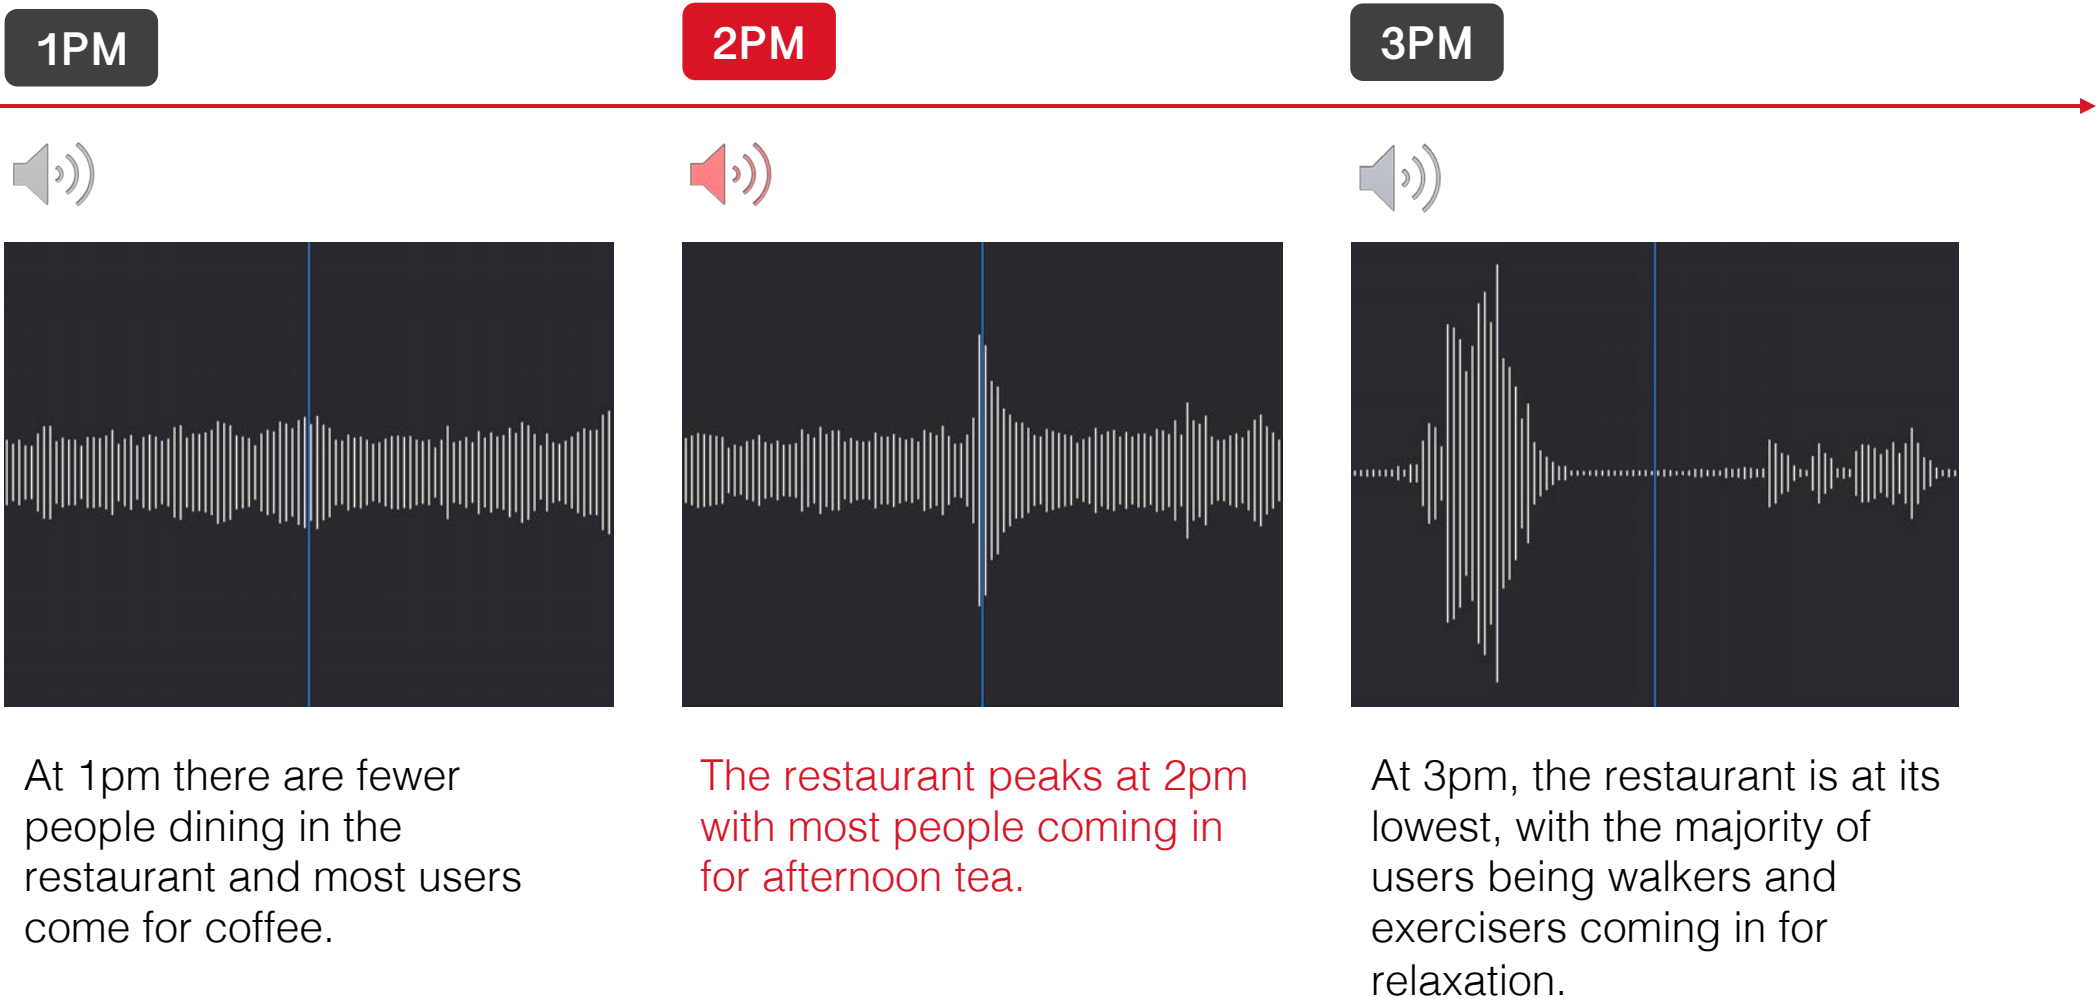 1PM
2PM
3PM
At 1pm there are fewer
people dining in the
restaurant and most users
come for coffee.
The restaurant peaks at 2pm
with most people coming in
for afternoon tea.
At 3pm, the restaurant is at its
lowest, with the majority of
users being walkers and
exercisers coming in for
relaxation.